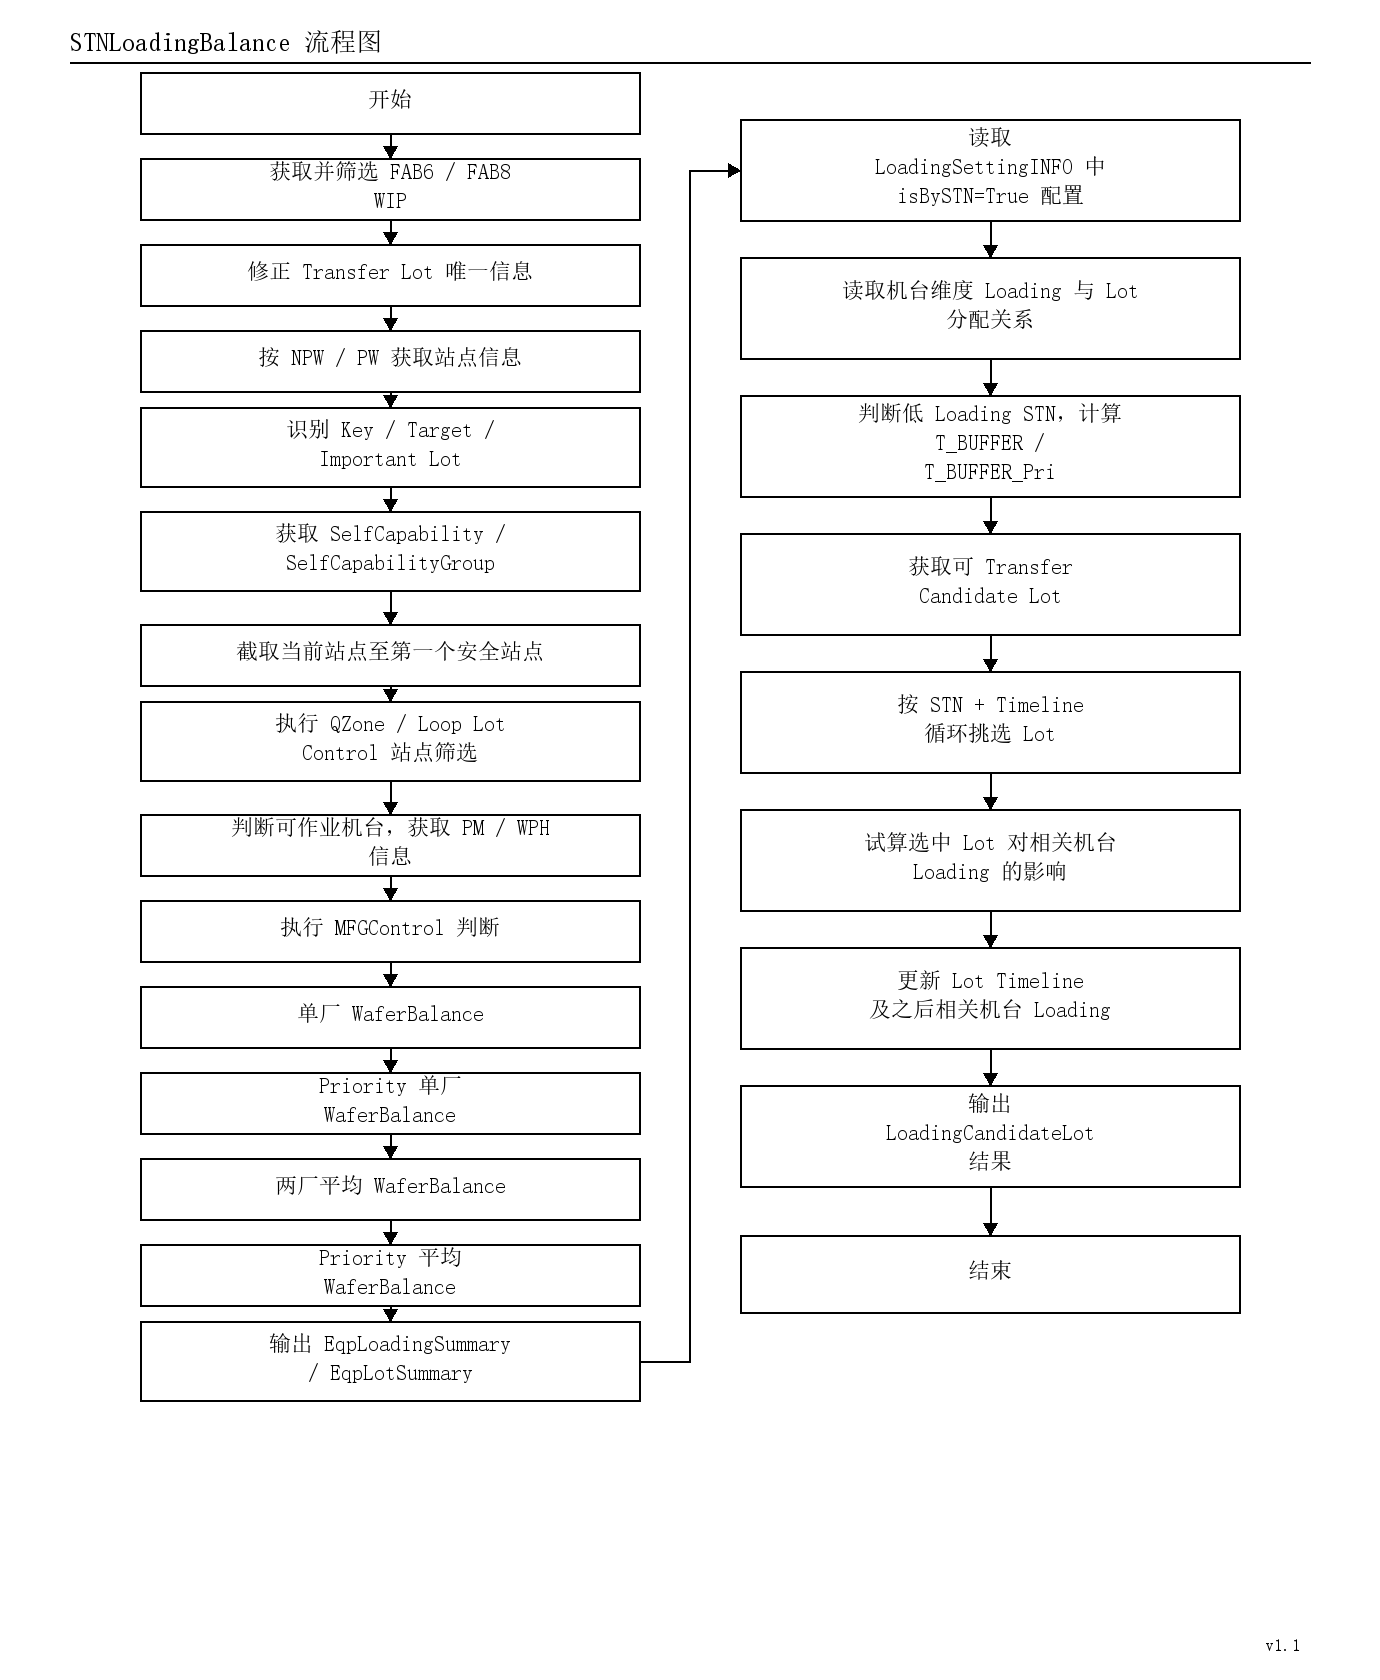 STNLoadingBalance 流程图
开始
获取并筛选 FAB6 / FAB8
WIP
修正 Transfer Lot 唯一信息
按 NPW / PW 获取站点信息
识别 Key / Target /
Important Lot
获取 SelfCapability /
SelfCapabilityGroup
截取当前站点至第一个安全站点
执行 QZone / Loop Lot
Control 站点筛选
判断可作业机台，获取 PM / WPH
信息
执行 MFGControl 判断
单厂 WaferBalance
Priority 单厂
WaferBalance
两厂平均 WaferBalance
Priority 平均
WaferBalance
输出 EqpLoadingSummary
/ EqpLotSummary
读取
LoadingSettingINFO 中
isBySTN=True 配置
读取机台维度 Loading 与 Lot
分配关系
判断低 Loading STN，计算
T_BUFFER /
T_BUFFER_Pri
获取可 Transfer
Candidate Lot
按 STN + Timeline
循环挑选 Lot
试算选中 Lot 对相关机台
Loading 的影响
更新 Lot Timeline
及之后相关机台 Loading
输出
LoadingCandidateLot
结果
结束
v1.1